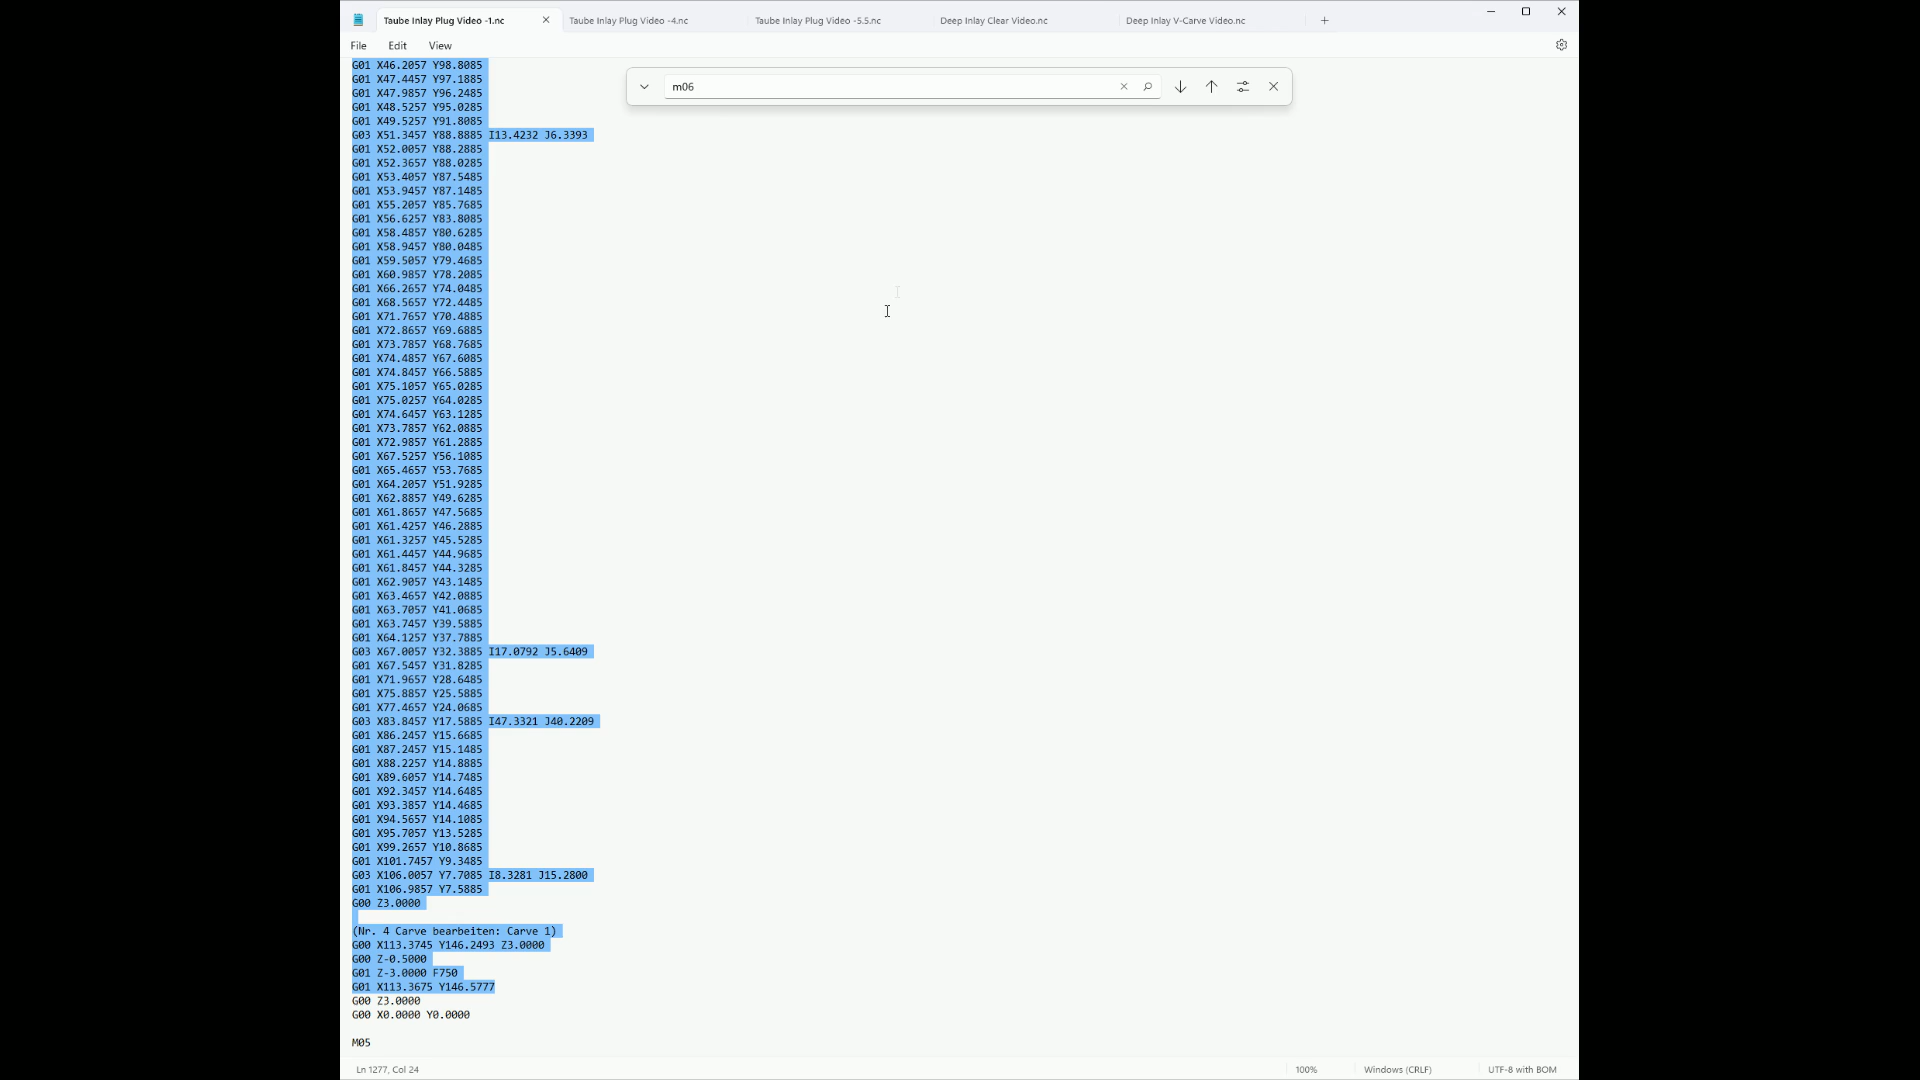 Taube Inlay Plug Video -1.nc
Taube Inlay Plug Video -4.nc
Taube Inlay Plug Video -5.5.nc
Deep Inlay Clear Video.nc
Deep Inlay V-Carve Video.nc
File Edit View
m06
G01 X46.2057 Y98.8085
G01 X47.4457 Y97.1885
G01 X47.9857 Y96.2485
G01 X48.5257 Y95.0285
G01 X49.5257 Y91.8085
G03 X51.3457 Y88.8885 I13.4232 J6.3393
G01 X52.0057 Y88.2885
G01 X52.3657 Y88.0285
G01 X53.4057 Y87.5485
G01 X53.9457 Y87.1485
G01 X55.2057 Y85.7685
G01 X56.6257 Y83.8085
G01 X58.4857 Y80.6285
G01 X58.9457 Y80.0485
G01 X59.5057 Y79.4685
G01 X60.9857 Y78.2085
G01 X66.2657 Y74.0485
G01 X68.5657 Y72.4485
G01 X71.7657 Y70.4885
G01 X72.8657 Y69.6885
G01 X73.7857 Y68.7685
G01 X74.4857 Y67.6085
G01 X74.8457 Y66.5885
G01 X75.1057 Y65.0285
G01 X75.0257 Y64.0285
G01 X74.6457 Y63.1285
G01 X73.7857 Y62.0885
G01 X72.9857 Y61.2885
G01 X67.5257 Y56.1085
G01 X65.4657 Y53.7685
G01 X64.2057 Y51.9285
G01 X62.8857 Y49.6285
G01 X61.8657 Y47.5685
G01 X61.4257 Y46.2885
G01 X61.3257 Y45.5285
G01 X61.4457 Y44.9685
G01 X61.8457 Y44.3285
G01 X62.9057 Y43.1485
G01 X63.4657 Y42.0885
G01 X63.7057 Y41.0685
G01 X63.7457 Y39.5885
G01 X64.1257 Y37.7885
G03 X67.0057 Y32.3885 I17.0792 J5.6409
G01 X67.5457 Y31.8285
G01 X71.9657 Y28.6485
G01 X75.8857 Y25.5885
G01 X77.4657 Y24.0685
G03 X83.8457 Y17.5885 I47.3321 J40.2209
G01 X86.2457 Y15.6685
G01 X87.2457 Y15.1485
G01 X88.2257 Y14.8885
G01 X89.6057 Y14.7485
G01 X92.3457 Y14.6485
G01 X93.3857 Y14.4685
G01 X94.5657 Y14.1085
G01 X95.7057 Y13.5285
G01 X99.2657 Y10.8685
G01 X101.7457 Y9.3485
G03 X106.0057 Y7.7085 I8.3281 J15.2800
G01 X106.9857 Y7.5885
G00 Z3.0000
(Nr. 4 Carve bearbeiten: Carve 1)
G00 X113.3745 Y146.2493 Z3.0000
G00 Z-0.5000
G01 Z-3.0000 F750
G01 X113.3675 Y146.5777
G00 Z3.0000
G00 X0.0000 Y0.0000
M05
Ln 1277, Col 24
100%
Windows (CRLF)
UTF-8 with BOM